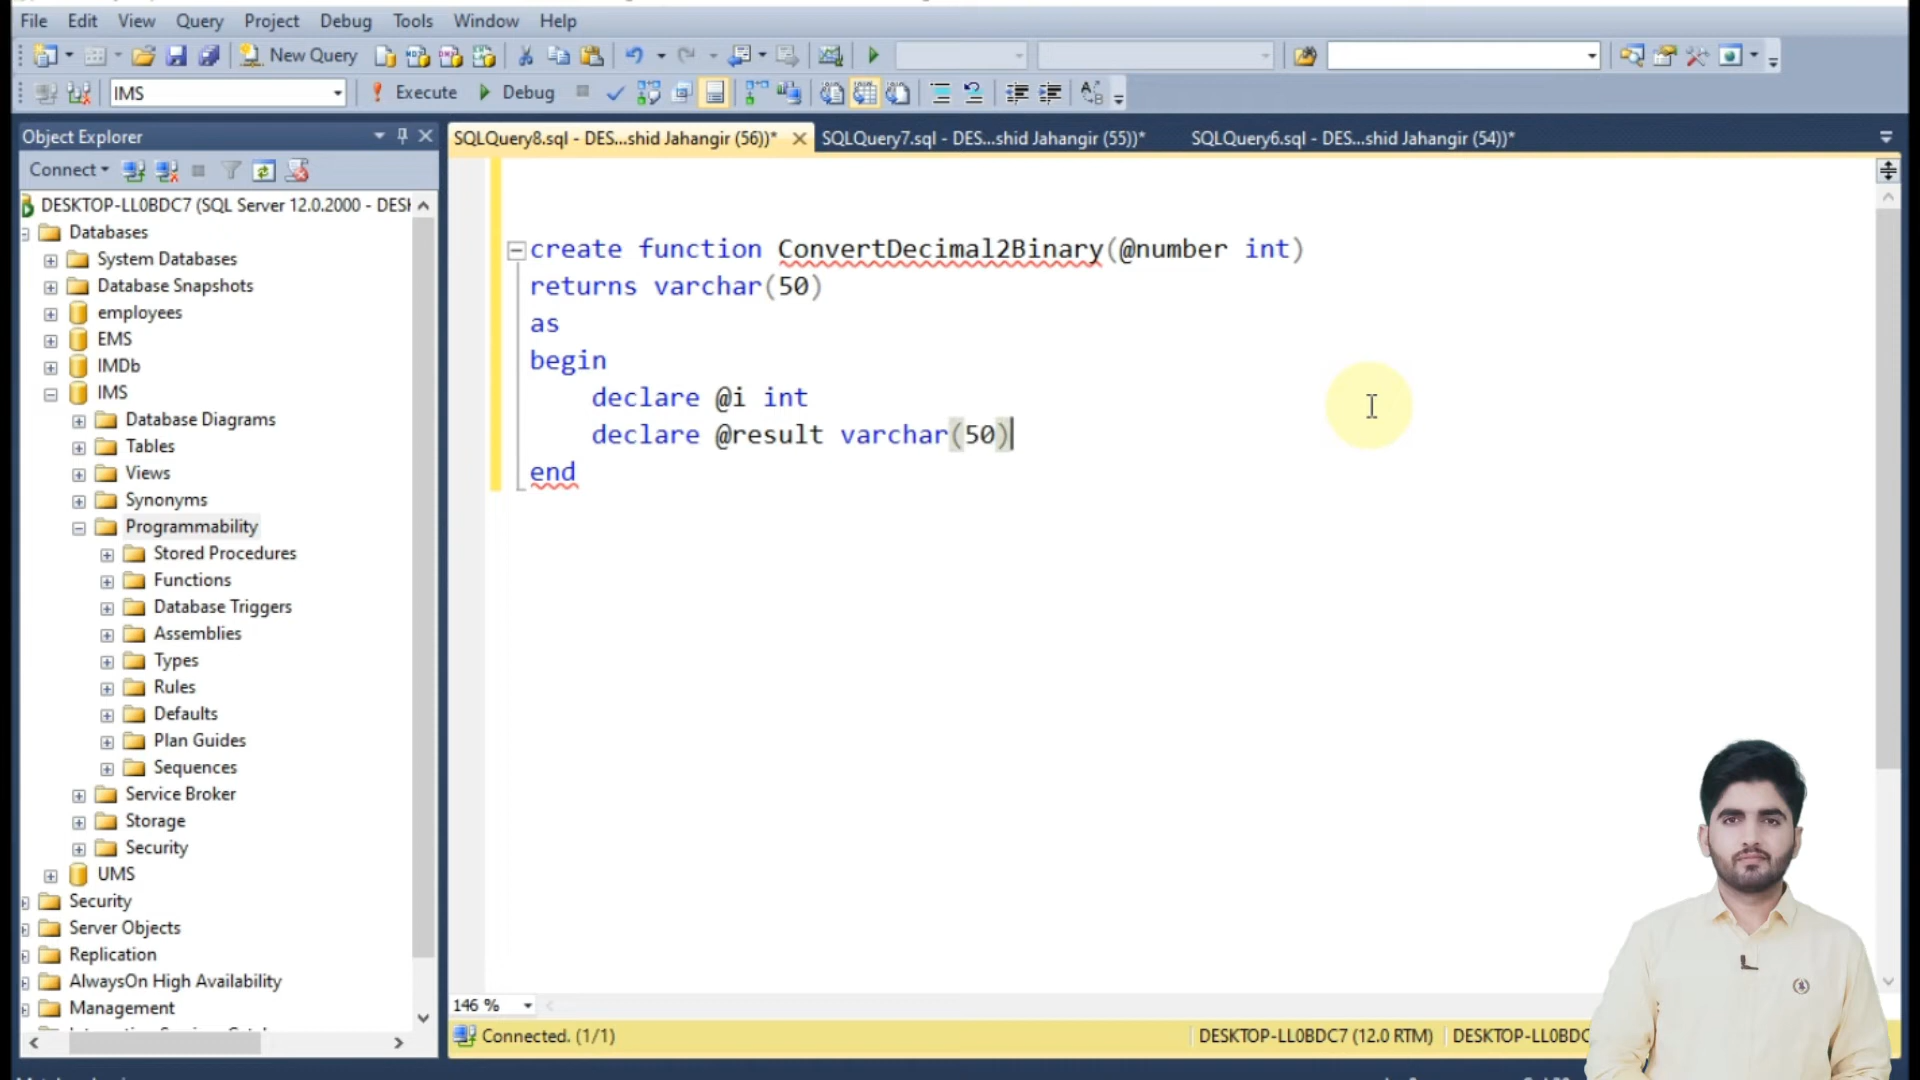 File Edit View Query Project Debug Tools Window Help
New Query
IMS Execute Debug
Object Explorer
SQLQuery8.sql - DES...shid Jahangir (56))* SQLQuery7.sql - DES...shid Jahangir (55))* SQLQuery6.sql - DES...shid Jahangir (54))*
Connect
DESKTOP-LL0BDC7 (SQL Server 12.0.2000 - DESK
Databases
System Databases
Database Snapshots
employees
EMS
IMDb
IMS
Database Diagrams
Tables
Views
Synonyms
Programmability
Stored Procedures
Functions
Database Triggers
Assemblies
Types
Rules
Defaults
Plan Guides
Sequences
Service Broker
Storage
Security
UMS
Security
Server Objects
Replication
AlwaysOn High Availability
Management
create function ConvertDecimal2Binary(@number int)
returns varchar(50)
as
begin
declare @i int
declare @result varchar(50)
end
146 %
Connected. (1/1) DESKTOP-LL0BDC7 (12.0 RTM) DESKTOP-LL0BDC